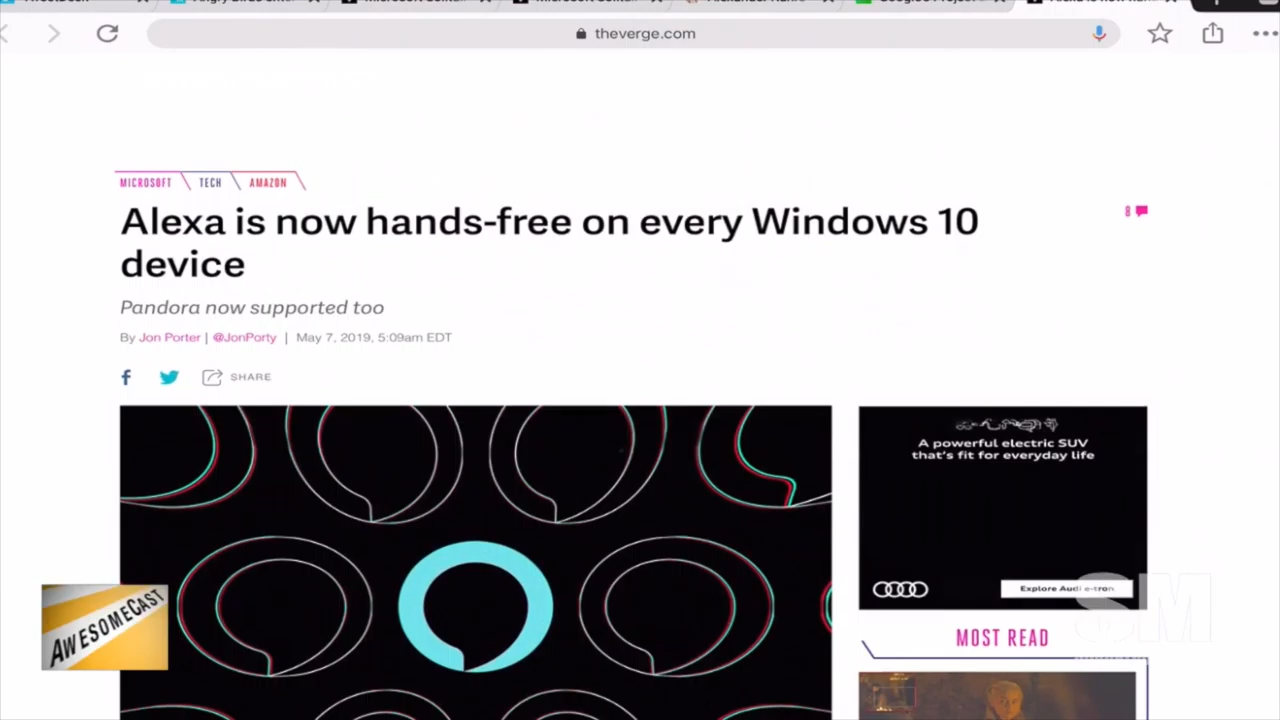 theverge.com
MICROSOFT
TECH
AMAZON
Alexa is now hands-free on every Windows 10
device
8
Pandora now supported too
By Jon Porter | @JonPorty | May 7, 2019, 5:09am EDT
SHARE
A powerful electric SUV
that's fit for everyday life
Explore Audi e-tron
AWESOMECAST
SM
MOST READ